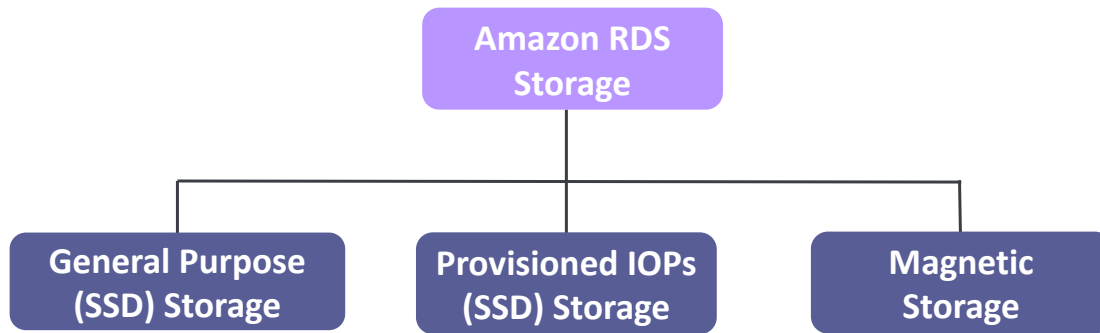 Amazon RDS
Storage
General Purpose
(SSD) Storage
Provisioned IOPs
(SSD) Storage
Magnetic
Storage